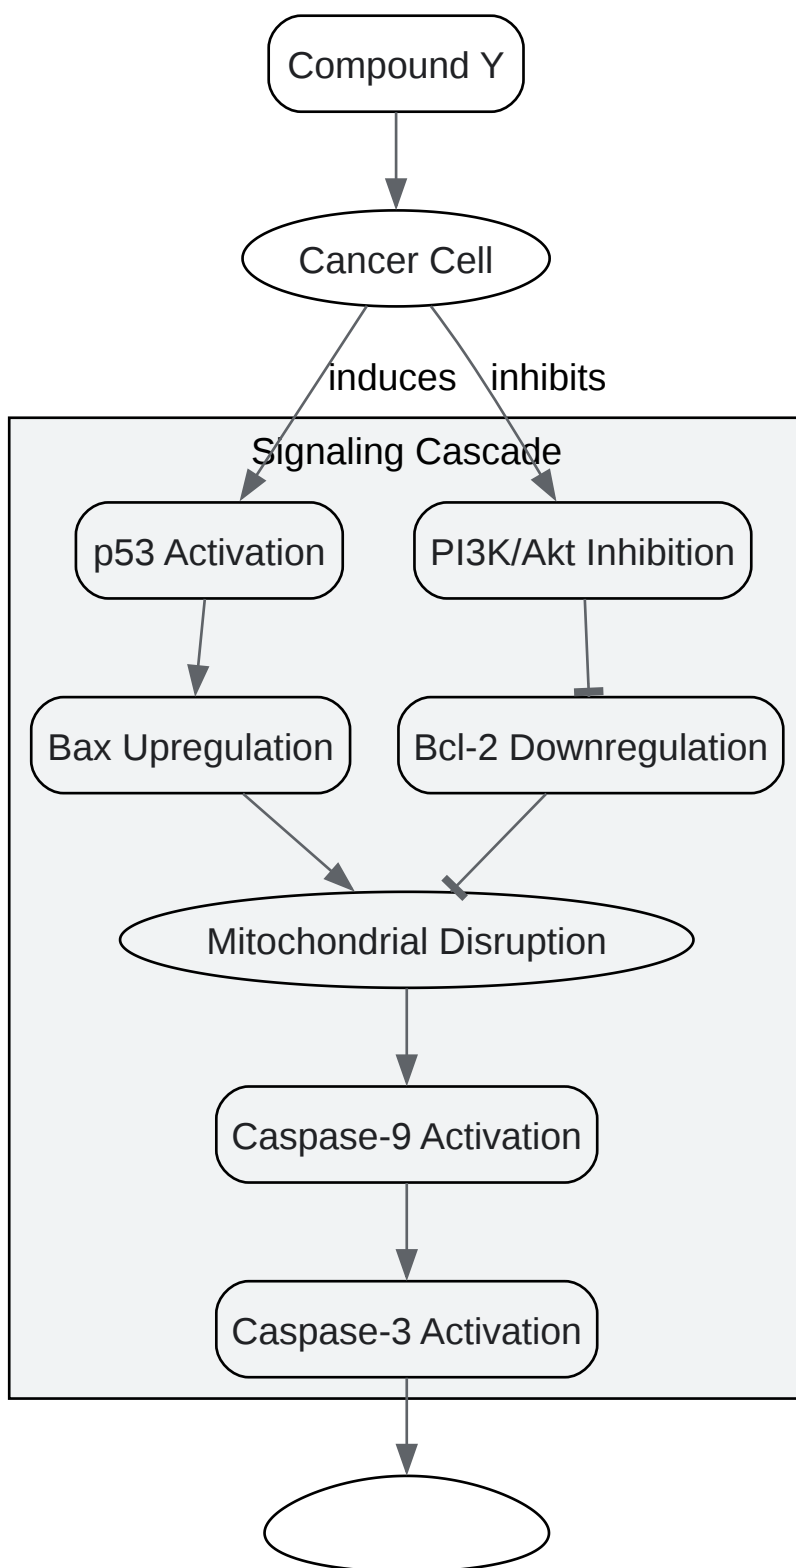 Compound Y
Cancer Cell
induces
inhibits
Signaling Cascade
p53 Activation
PI3K/Akt Inhibition
Bax Upregulation
Bcl-2 Downregulation
Mitochondrial Disruption
Caspase-9 Activation
Caspase-3 Activation